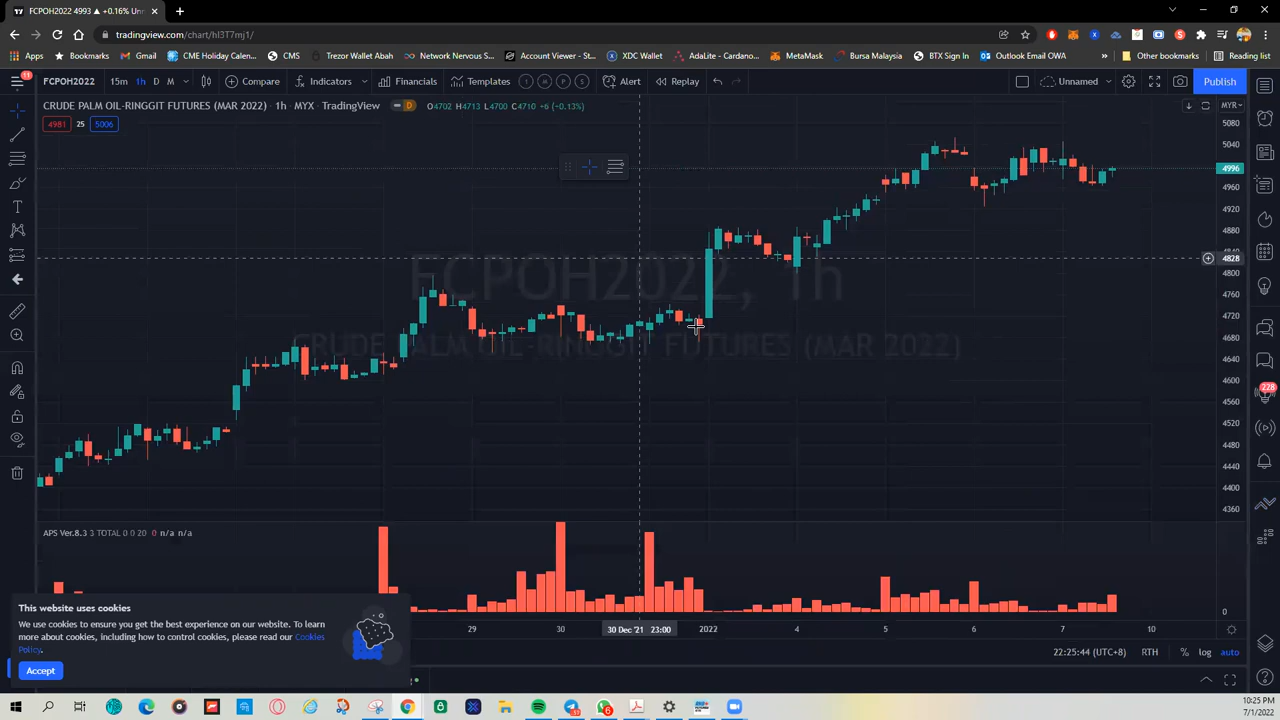 FCPOH2022 4993 ▲ +0.16% Unn
tradingview.com/chart/hl3T7mj1/
Apps
Bookmarks
Gmail
CME Holiday Calen...
CMS
Trezor Wallet Abah
Network Nervous S...
Account Viewer - St...
XDC Wallet
AdaLite - Cardano...
MetaMask
Bursa Malaysia
BTX Sign In
Outlook Email OWA
Other bookmarks
Reading list
11
FCPOH2022
15m
1h
D
M
Compare
Indicators
Financials
Templates
T
M
P
S
Alert
Replay
Unnamed
Publish
CRUDE PALM OIL-RINGGIT FUTURES (MAR 2022) · 1h · MYX · TradingView
D
O4702 H4713 L4700 C4710 +6 (+0.13%)
MYR
4981 25 5006
FCPOH2022, 1h
CRUDE PALM OIL-RINGGIT FUTURES (MAR 2022)
5080
5040
4996
4960
4920
4880
4840
4828
4800
4760
4720
4680
4640
4600
4560
4520
4480
4440
4400
4360
228
APS Ver.8.3 3 TOTAL 0 0 20 0 n/a n/a
0
This website uses cookies
We use cookies to ensure you get the best experience on our website. To learn
more about cookies, including how to control cookies, please read our Cookies
Policy.
Accept
29
30
30 Dec '21 23:00
2022
4
5
6
7
10
22:25:44 (UTC+8)
RTH
%
log
auto
10:25 PM
7/1/2022